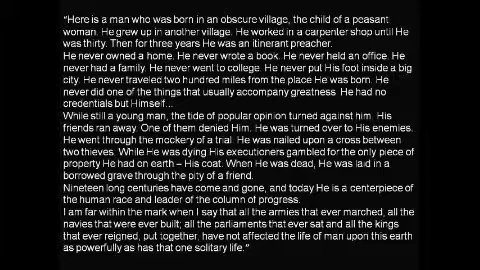 "Here is a man who was born in an obscure village, the child of a peasant
woman. He grew up in another village. He worked in a carpenter shop until He
was thirty. Then for three years He was an itinerant preacher.
He never owned a home. He never wrote a book. He never held an office. He
never had a family. He never went to college. He never put His foot inside a big
city. He never traveled two hundred miles from the place He was born. He
never did one of the things that usually accompany greatness. He had no
credentials but Himself...
While still a young man, the tide of popular opinion turned against him. His
friends ran away. One of them denied Him. He was turned over to His enemies.
He went through the mockery of a trial. He was nailed upon a cross between
two thieves. While He was dying His executioners gambled for the only piece of
property He had on earth – His coat. When He was dead, He was laid in a
borrowed grave through the pity of a friend.
Nineteen long centuries have come and gone, and today He is a centerpiece of
the human race and leader of the column of progress.
I am far within the mark when I say that all the armies that ever marched, all the
navies that were ever built; all the parliaments that ever sat and all the kings
that ever reigned, put together, have not affected the life of man upon this earth
as powerfully as has that one solitary life."